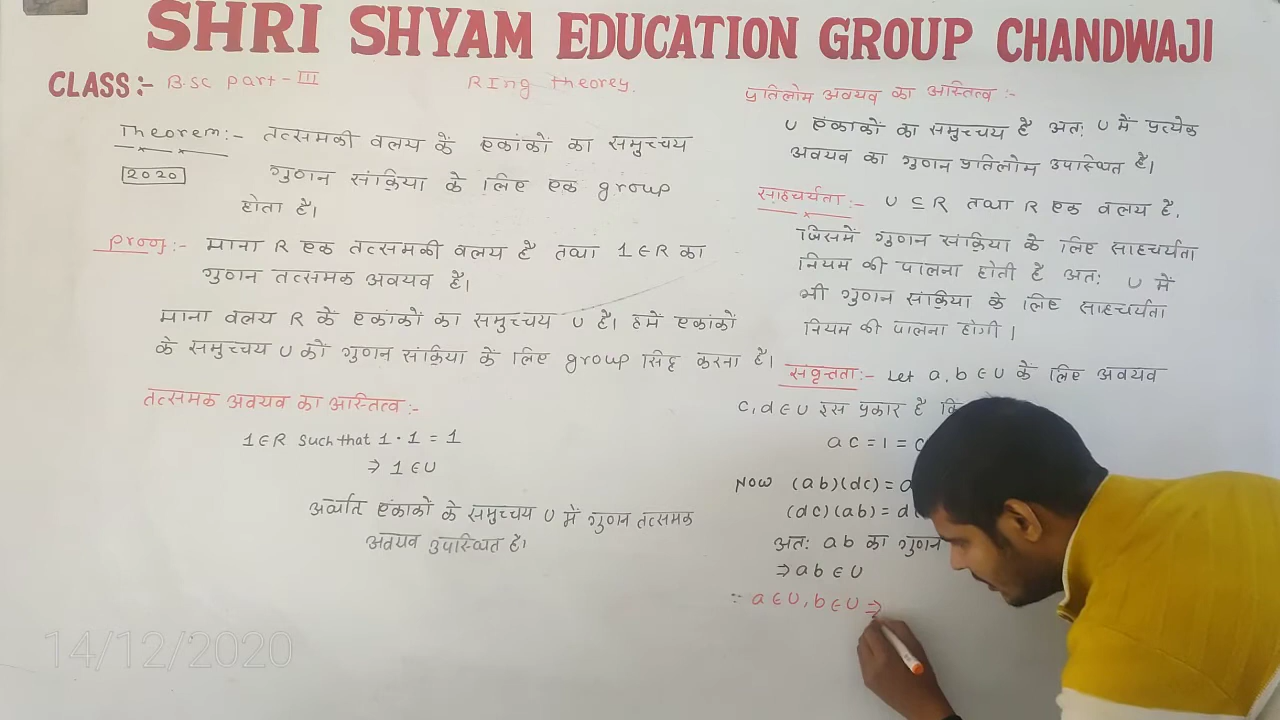 SHRI SHYAM EDUCATION GROUP CHANDWAJI
CLASS:- B.SC part-III
RIng theorey.
Theorem:- तत्समकी वलय के एकांकों का समुच्चय
2020
गुणन संक्रिया के लिए एक group
होता है।
Proof:- माना R एक तत्समकी वलय है तथा 1∈R का
गुणन तत्समक अवयव है।
माना वलय R के एकांकों का समुच्चय U है। हमें एकांकों
के समुच्चय U को गुणन संक्रिया के लिए group सिद्ध करना है।
तत्समक अवयव का अस्तित्व:-
1∈R Such that 1·1=1
⇒ 1∈U
अर्थात एकांकों के समुच्चय U में गुणन तत्समक
अवयव उपस्थित है।
14/12/2020
प्रतिलोम अवयव का अस्तित्व:-
U एकाकों का समुच्चय है अतः U में प्रत्येक
अवयव का गुणन प्रतिलोम उपस्थित है।
साहचर्यता:- U⊆R तथा R एक वलय है,
जिसमें गुणन संक्रिया के लिए साहचर्यता
नियम की पालना होती है अतः U में
भी गुणन संक्रिया के लिए साहचर्यता
नियम की पालना होगी।
संवृत्तता:- Let a,b∈U के लिए अवयव
c,d∈U इस प्रकार है
ac=1=
Now (ab)(dc)=
(dc)(ab)=
अतः ab का गुणन
⇒ab∈U
∵ a∈U, b∈U ⇒